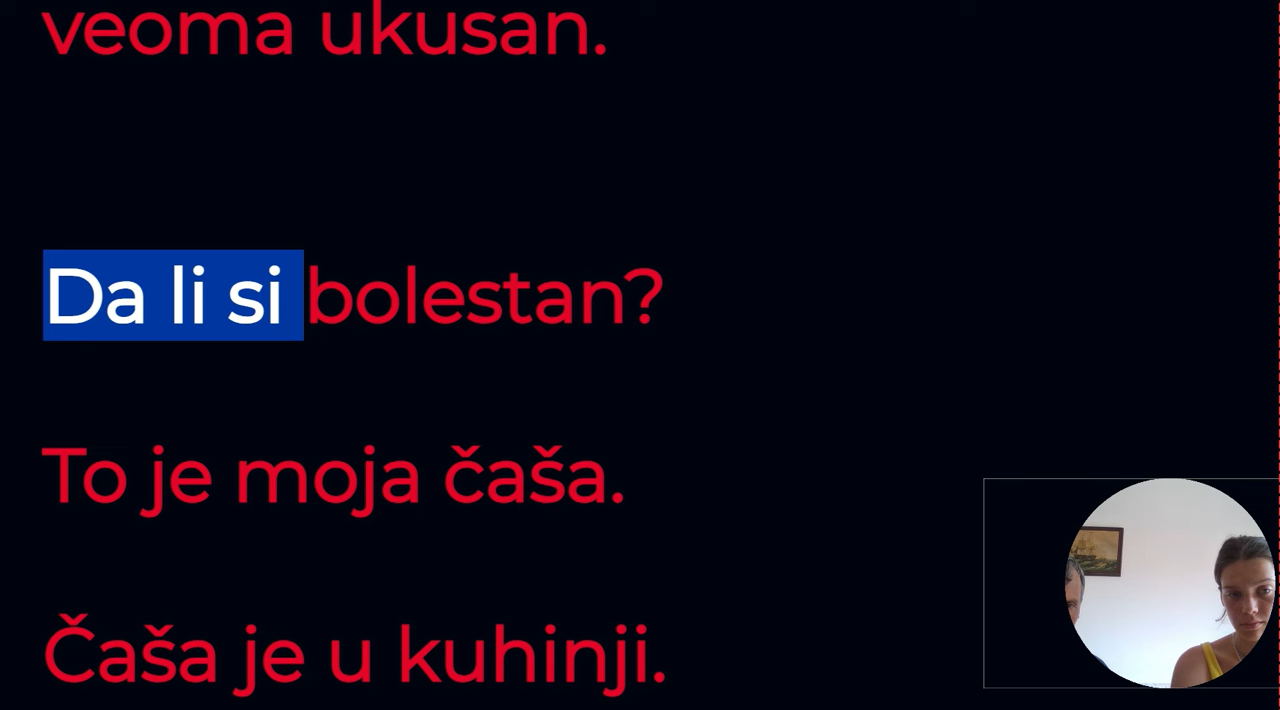 veoma ukusan.
Da li si bolestan?
To je moja čaša.
Čaša je u kuhinji.